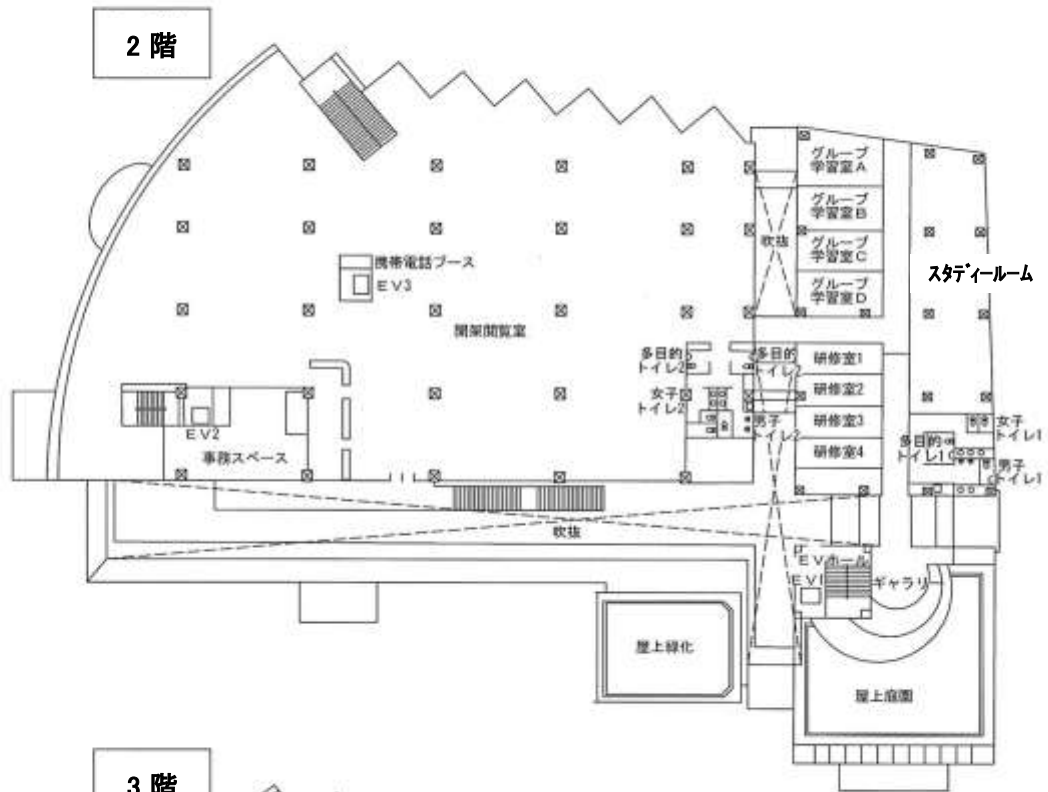 2 階
グループ
学習室A
グループ
学習室B
吹抜
グループ
学習室C
グループ
学習室D
スタディールーム
携帯電話ブース
EV3
開架閲覧室
多目的
トイレ2
多目的
トイレ2
研修室1
女子
トイレ2
研修室2
男子
トイレ2
研修室3
研修室4
女子
トイレ1
多目的
トイレ1
男子
トイレ1
EV2
事務スペース
吹抜
EVホール
EV1
ギャラリー
屋上緑化
屋上庭園
3 階